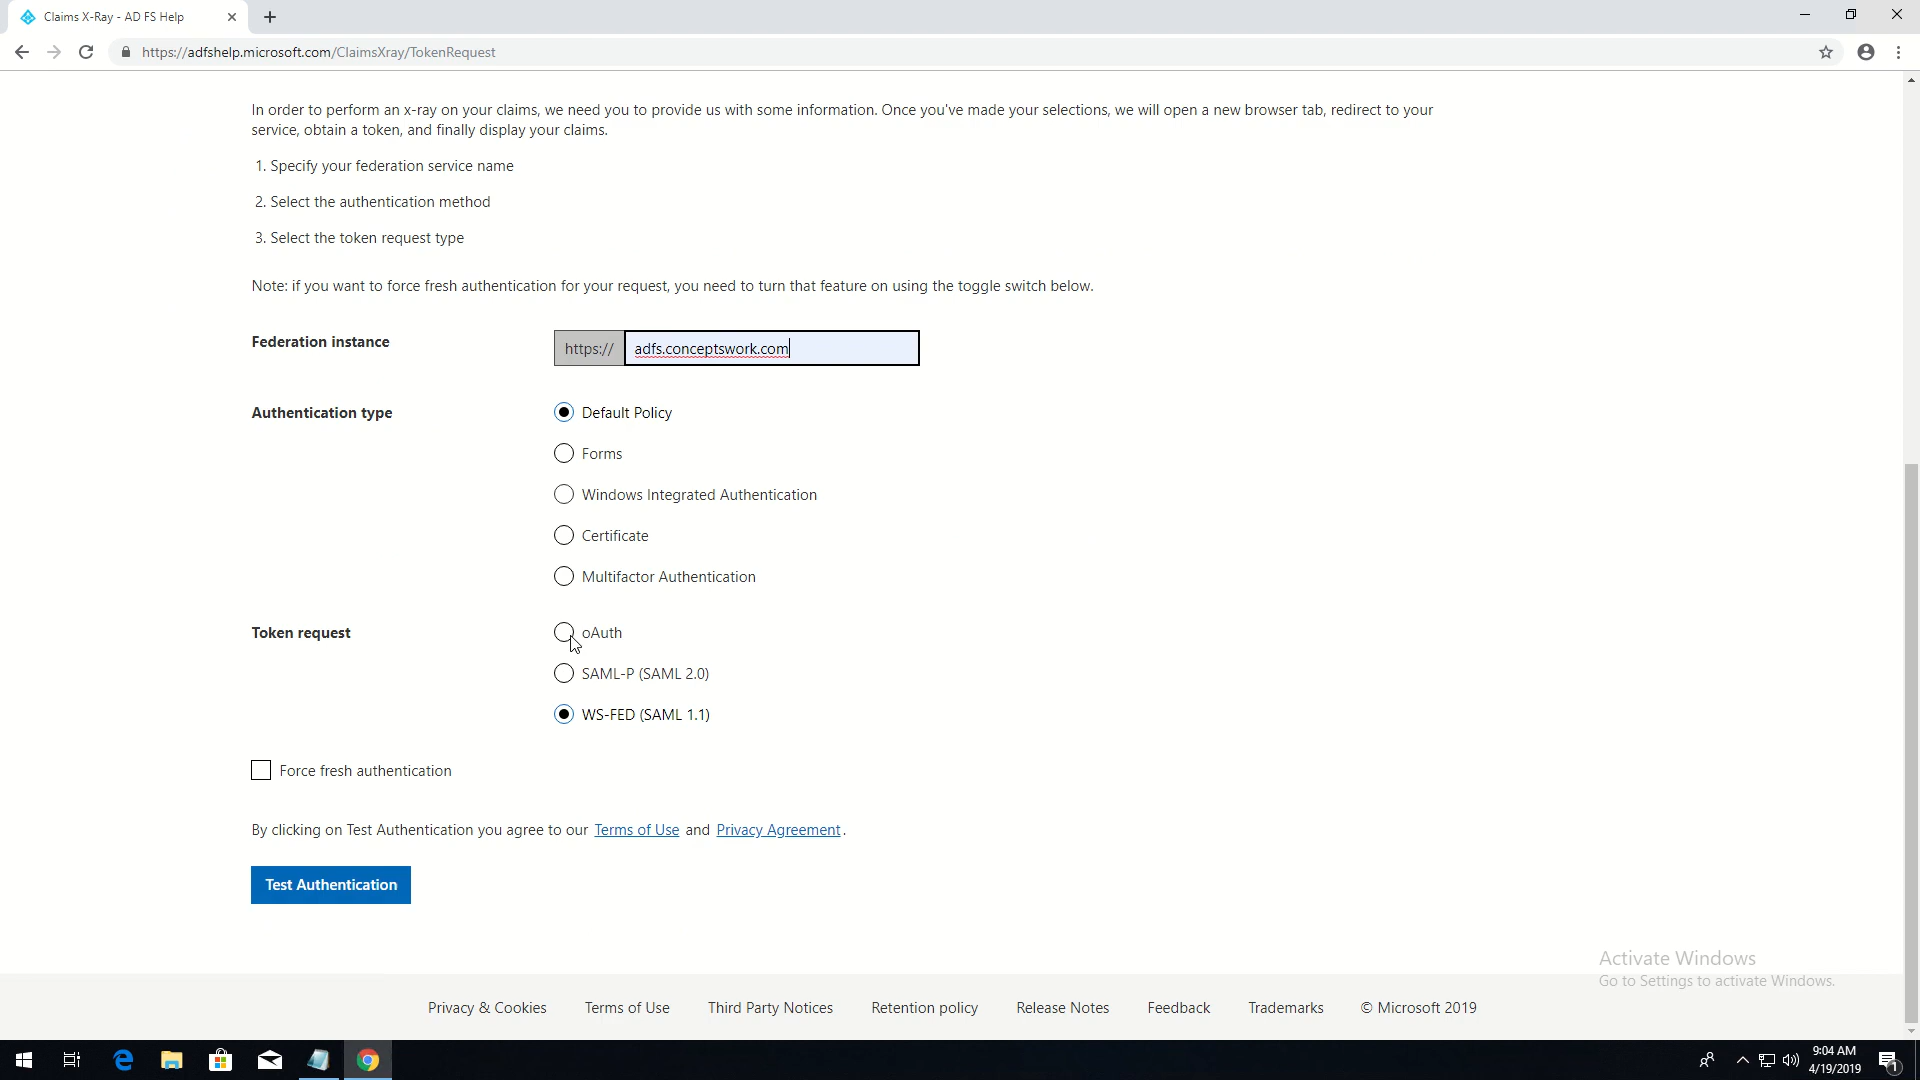 Claims X-Ray - AD FS Help
https://adfshelp.microsoft.com/ClaimsXray/TokenRequest
In order to perform an x-ray on your claims, we need you to provide us with some information. Once you've made your selections, we will open a new browser tab, redirect to your
service, obtain a token, and finally display your claims.
1. Specify your federation service name
2. Select the authentication method
3. Select the token request type
Note: if you want to force fresh authentication for your request, you need to turn that feature on using the toggle switch below.
Federation instance https:// adfs.conceptswork.com
Authentication type Default Policy
Forms
Windows Integrated Authentication
Certificate
Multifactor Authentication
Token request oAuth
SAML-P (SAML 2.0)
WS-FED (SAML 1.1)
Force fresh authentication
By clicking on Test Authentication you agree to our Terms of Use and Privacy Agreement.
Test Authentication
Activate Windows
Go to Settings to activate Windows.
Privacy & Cookies Terms of Use Third Party Notices Retention policy Release Notes Feedback Trademarks © Microsoft 2019
9:04 AM
4/19/2019
1